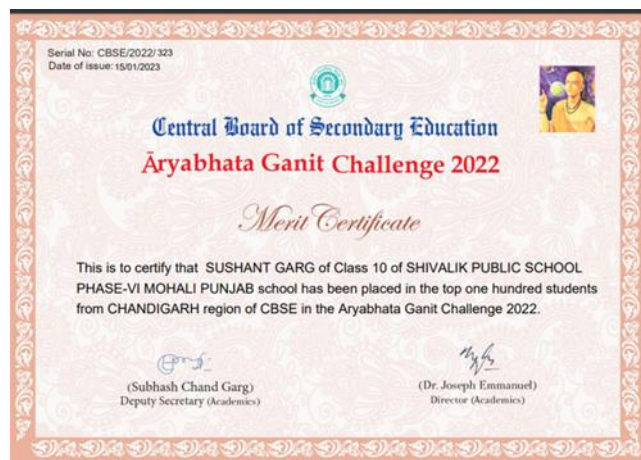 Serial No: CBSE/2022/323
Date of issue: 15/01/2023
Central Board of Secondary Education
Āryabhata Ganit Challenge 2022
Merit Certificate
This is to certify that SUSHANT GARG of Class 10 of SHIVALIK PUBLIC SCHOOL
PHASE-VI MOHALI PUNJAB school has been placed in the top one hundred students
from CHANDIGARH region of CBSE in the Aryabhata Ganit Challenge 2022.
(Subhash Chand Garg)
Deputy Secretary (Academics)
(Dr. Joseph Emmanuel)
Director (Academics)